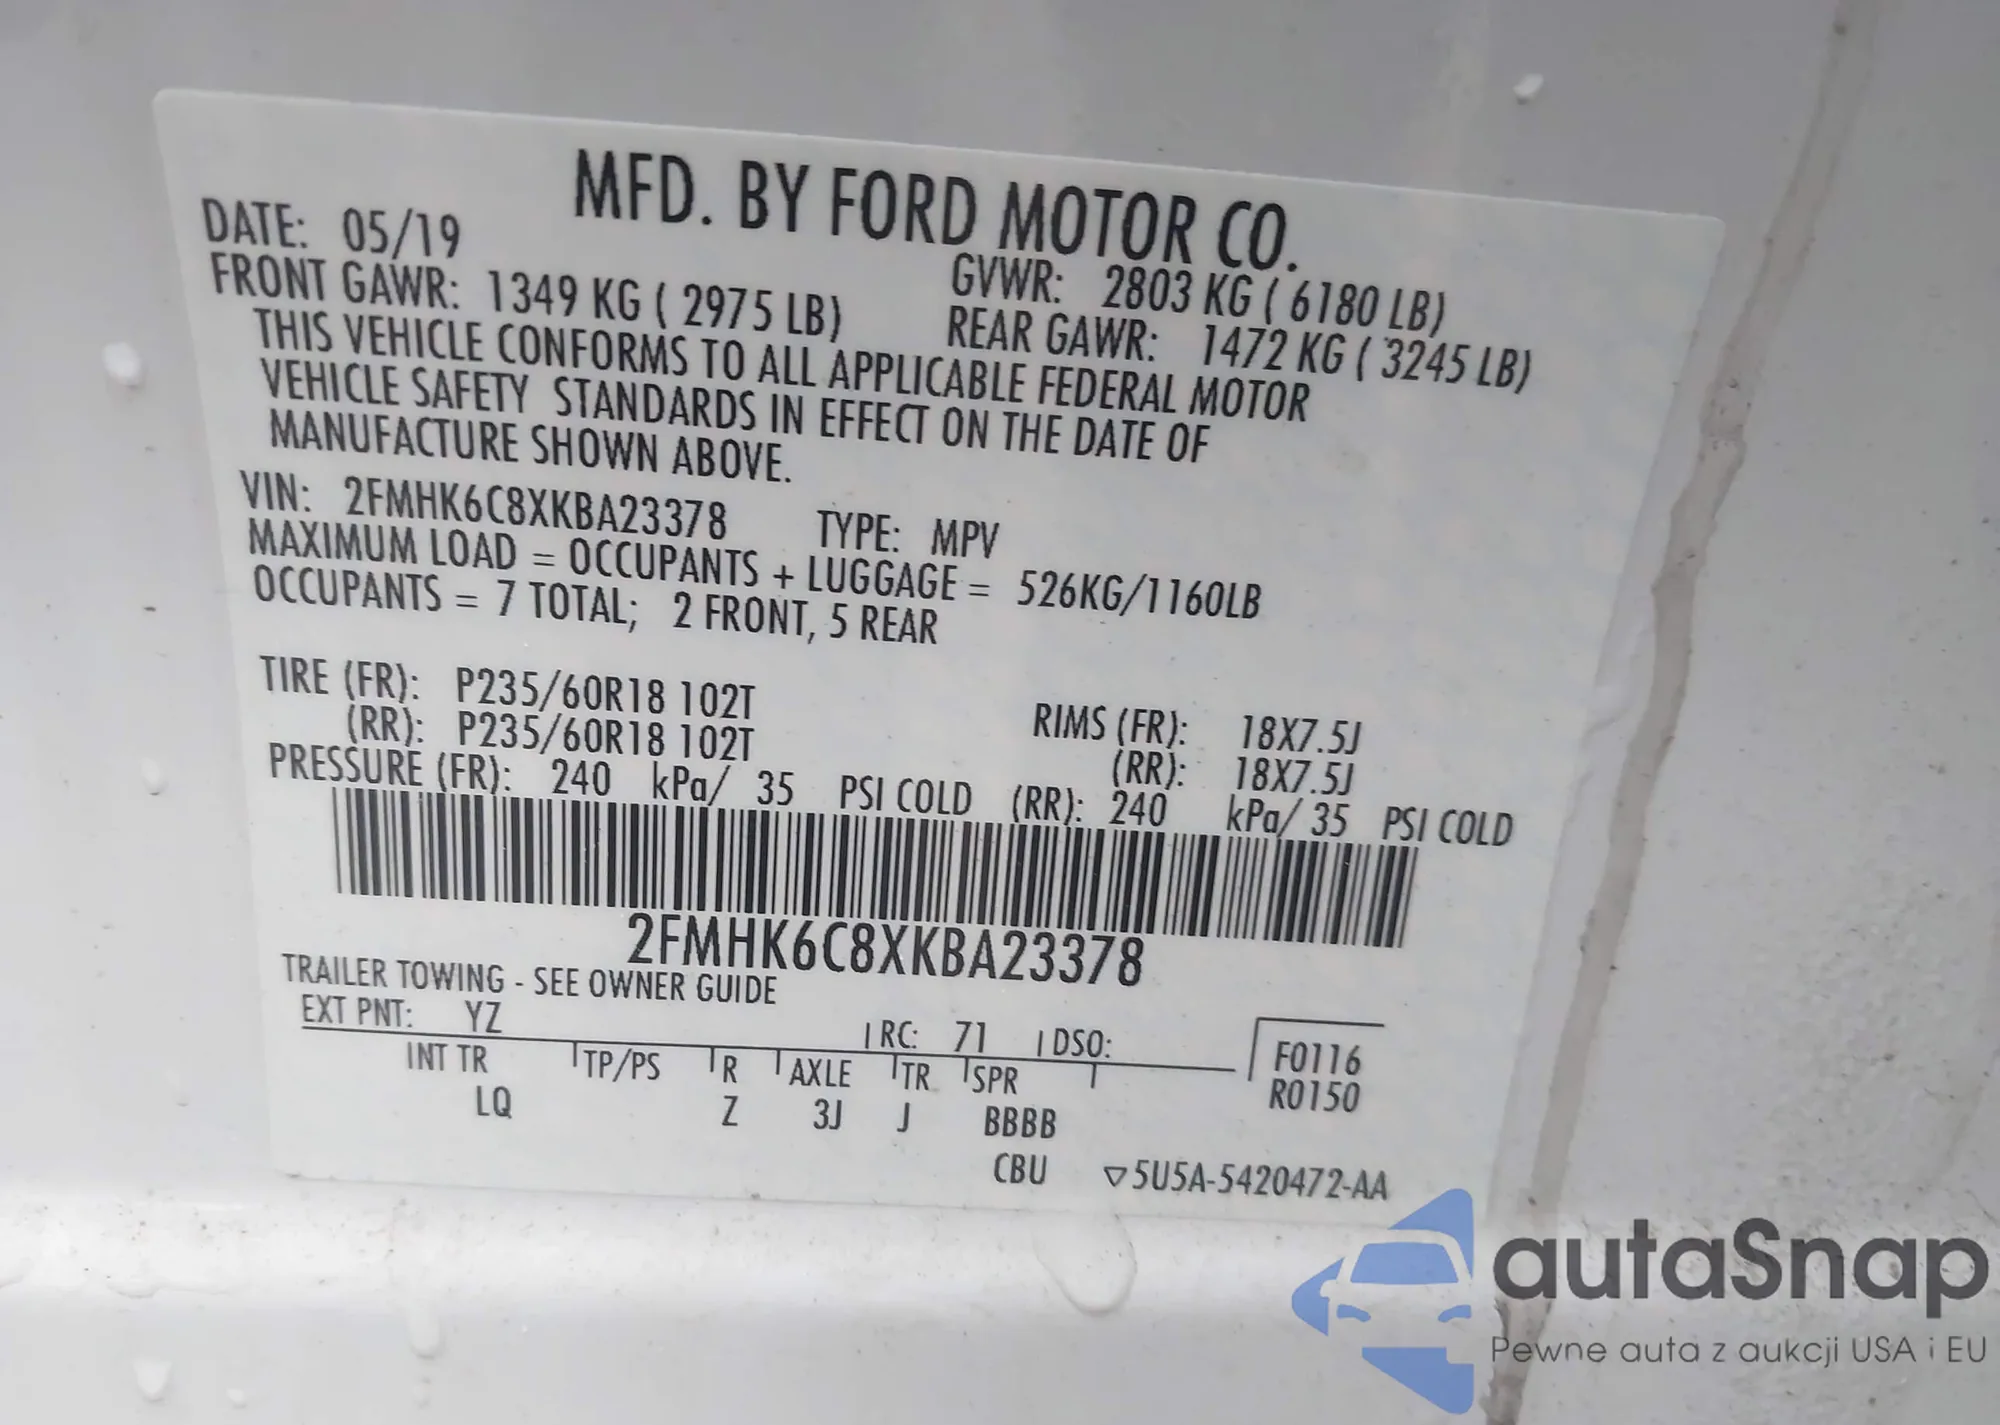 MFD. BY FORD MOTOR CO.
DATE: 05/19
GVWR: 2803 KG ( 6180 LB)
FRONT GAWR: 1349 KG ( 2975 LB)
REAR GAWR: 1472 KG ( 3245 LB)
THIS VEHICLE CONFORMS TO ALL APPLICABLE FEDERAL MOTOR
VEHICLE SAFETY STANDARDS IN EFFECT ON THE DATE OF
MANUFACTURE SHOWN ABOVE.
VIN: 2FMHK6C8XKBA23378 TYPE: MPV
MAXIMUM LOAD = OCCUPANTS + LUGGAGE = 526KG/1160LB
OCCUPANTS = 7 TOTAL; 2 FRONT, 5 REAR
TIRE (FR): P235/60R18 102T RIMS (FR): 18X7.5J
(RR): P235/60R18 102T (RR): 18X7.5J
PRESSURE (FR): 240 kPa/ 35 PSI COLD (RR): 240 kPa/ 35 PSI COLD
2FMHK6C8XKBA23378
TRAILER TOWING - SEE OWNER GUIDE
EXT PNT: YZ RC: 71 DSO:
INT TR TP/PS R AXLE TR SPR
LQ Z 3J J BBBB
F0116
R0150
CBU ▽5U5A-5420472-AA
autaSnap
Pewne auta z aukcji USA i EU